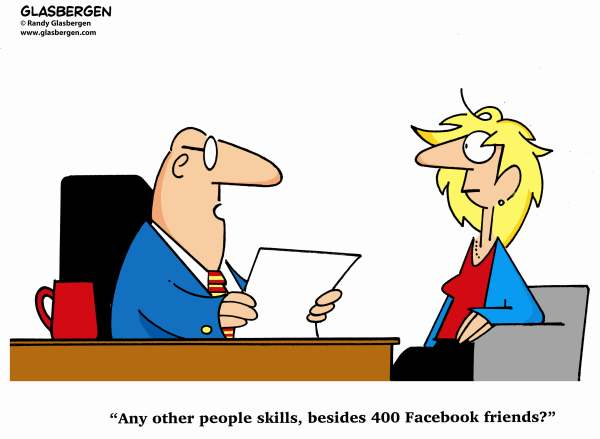 GLASBERGEN
© Randy Glasbergen
www.glasbergen.com
“Any other people skills, besides 400 Facebook friends?”